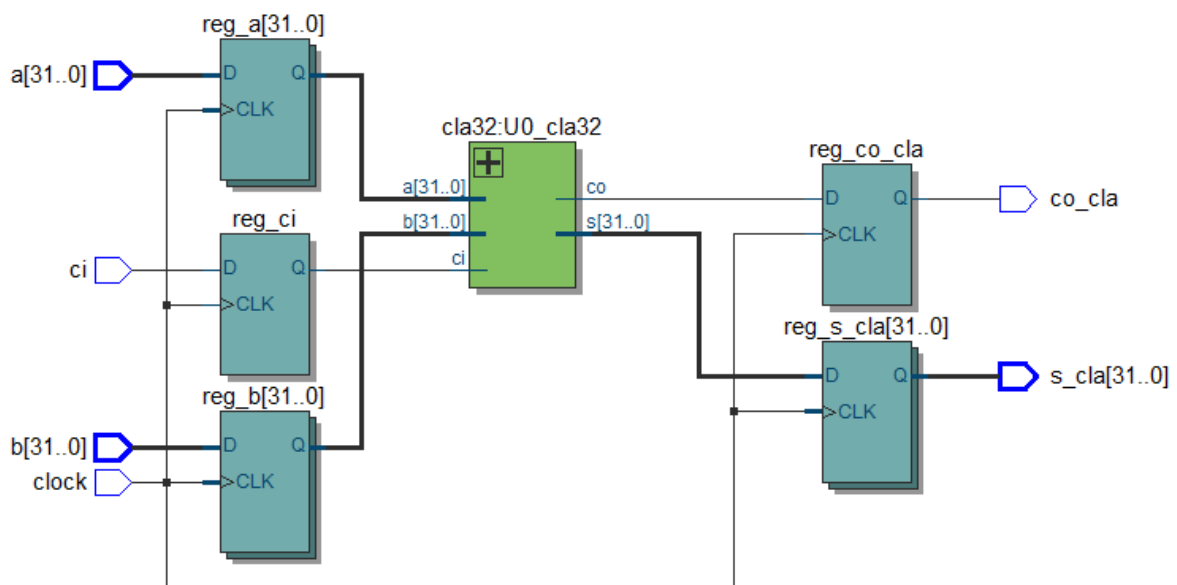 reg_a[31..0]
a[31..0]
D
Q
CLK
cla32:U0_cla32
a[31..0]
co
b[31..0]
s[31..0]
ci
reg_co_cla
D
Q
co_cla
CLK
reg_ci
ci
D
Q
CLK
reg_s_cla[31..0]
D
Q
s_cla[31..0]
CLK
reg_b[31..0]
b[31..0]
D
Q
clock
CLK